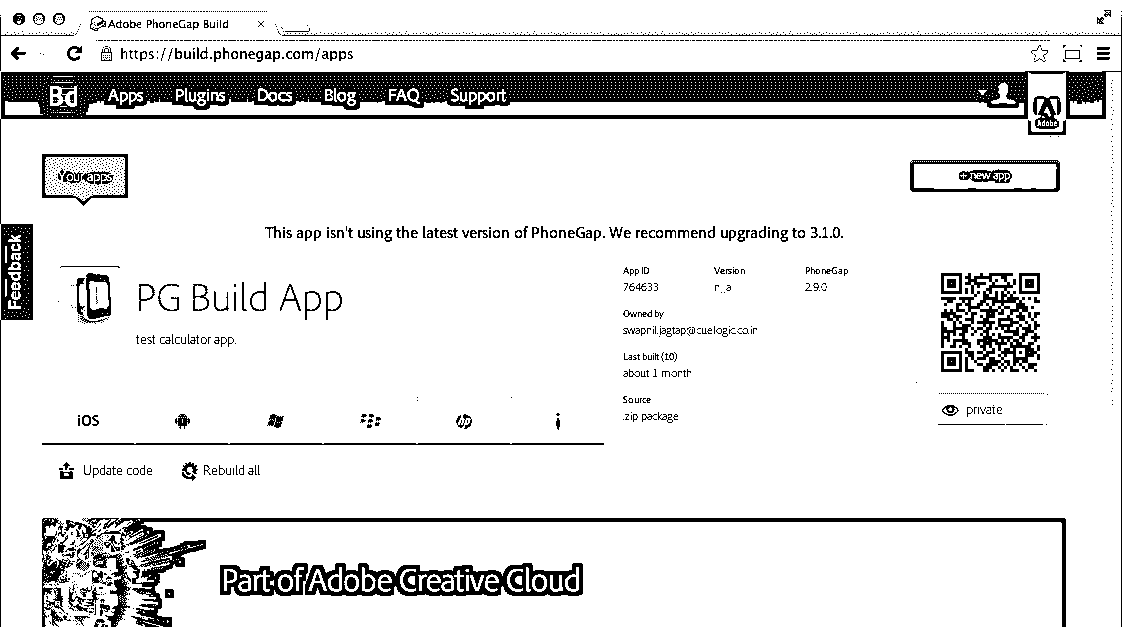 Adobe PhoneGap Build
https://build.phonegap.com/apps
Bd Apps Plugins Docs Blog FAQ Support
Adobe
Your apps
+ new app
Feedback
This app isn't using the latest version of PhoneGap. We recommend upgrading to 3.1.0.
PG Build App
test calculator app.
App ID Version PhoneGap
764633 n_a 2.9.0
Owned by
swapnil.jagtap@cuelogic.co.in
Last built (10)
about 1 month
Source
.zip package
private
iOS
hp
Update code Rebuild all
Part of Adobe Creative Cloud